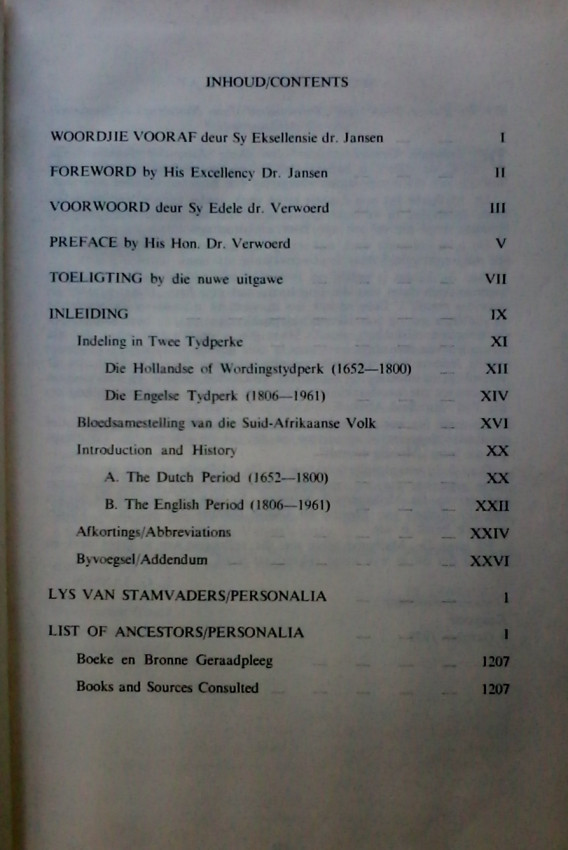 INHOUD/CONTENTS
WOORDJIE VOORAF deur Sy Eksellensie dr. Jansen I
FOREWORD by His Excellency Dr. Jansen II
VOORWOORD deur Sy Edele dr. Verwoerd III
PREFACE by His Hon. Dr. Verwoerd V
TOELIGTING by die nuwe uitgawe VII
INLEIDING IX
Indeling in Twee Tydperke XI
Die Hollandse of Wordingstydperk (1652—1800) XII
Die Engelse Tydperk (1806—1961) XIV
Bloedsamestelling van die Suid-Afrikaanse Volk XVI
Introduction and History XX
A. The Dutch Period (1652—1800) XX
B. The English Period (1806—1961) XXII
Afkortings/Abbreviations XXIV
Byvoegsel/Addendum XXVI
LYS VAN STAMVADERS/PERSONALIA 1
LIST OF ANCESTORS/PERSONALIA 1
Boeke en Bronne Geraadpleeg 1207
Books and Sources Consulted 1207